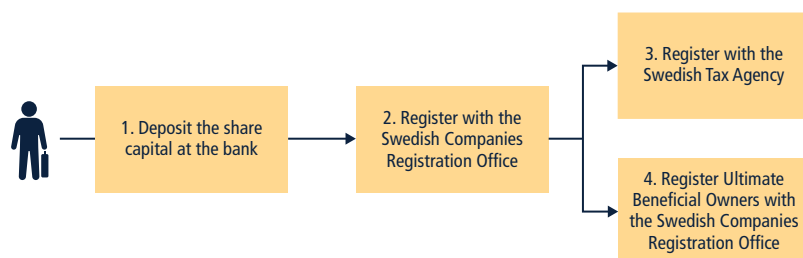 1. Deposit the share
capital at the bank
2. Register with the
Swedish Companies
Registration Office
3. Register with the
Swedish Tax Agency
4. Register Ultimate
Beneficial Owners with
the Swedish Companies
Registration Office